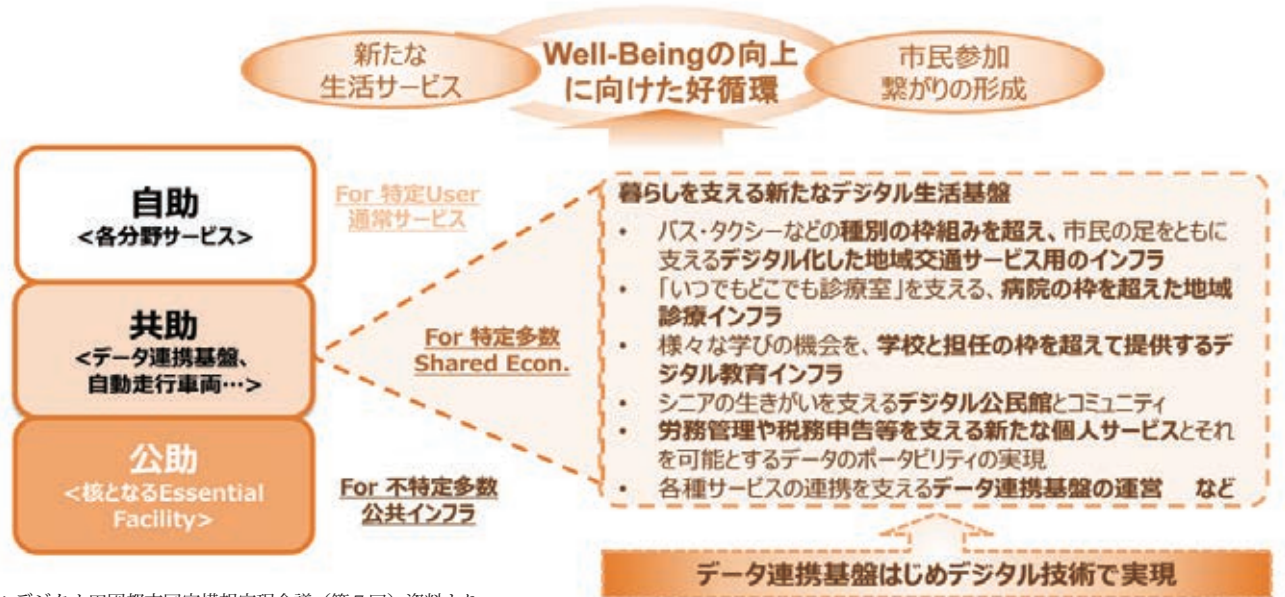 新たな
生活サービス
Well-Beingの向上
に向けた好循環
市民参加
繋がりの形成
自助
<各分野サービス>
For 特定User
通常サービス
共助
<データ連携基盤、
自動走行車両…>
For 特定多数
Shared Econ.
公助
<核となるEssential
Facility>
For 不特定多数
公共インフラ
暮らしを支える新たなデジタル生活基盤
• バス・タクシーなどの種別の枠組みを超え、市民の足をともに
支えるデジタル化した地域交通サービス用のインフラ
• 「いつでもどこでも診療室」を支える、病院の枠を超えた地域
診療インフラ
• 様々な学びの機会を、学校と担任の枠を超えて提供するデ
ジタル教育インフラ
• シニアの生きがいを支えるデジタル公民館とコミュニティ
• 労務管理や税務申告等を支える新たな個人サービスとそれ
を可能とするデータのポータビリティの実現
• 各種サービスの連携を支えるデータ連携基盤の運営 など
データ連携基盤はじめデジタル技術で実現